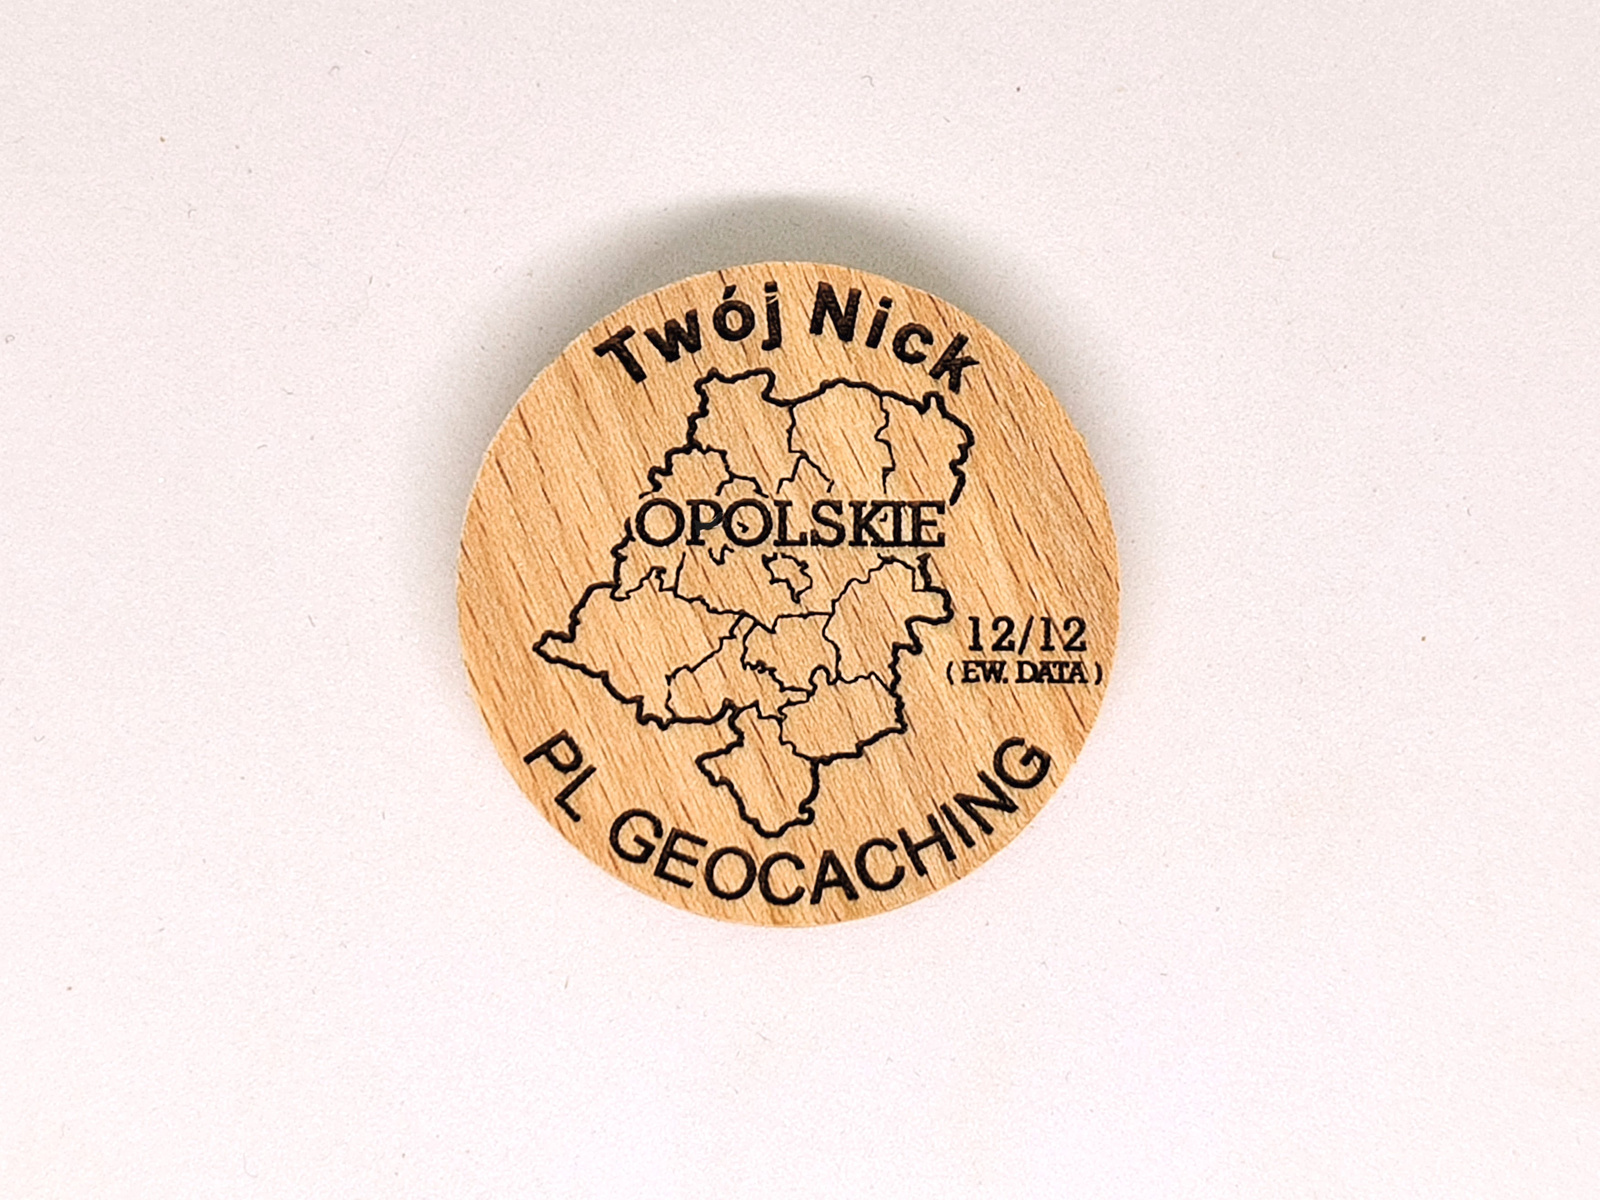 Twój Nick
OPOLSKIE
12/12
( EW. DATA )
PL GEOCACHING